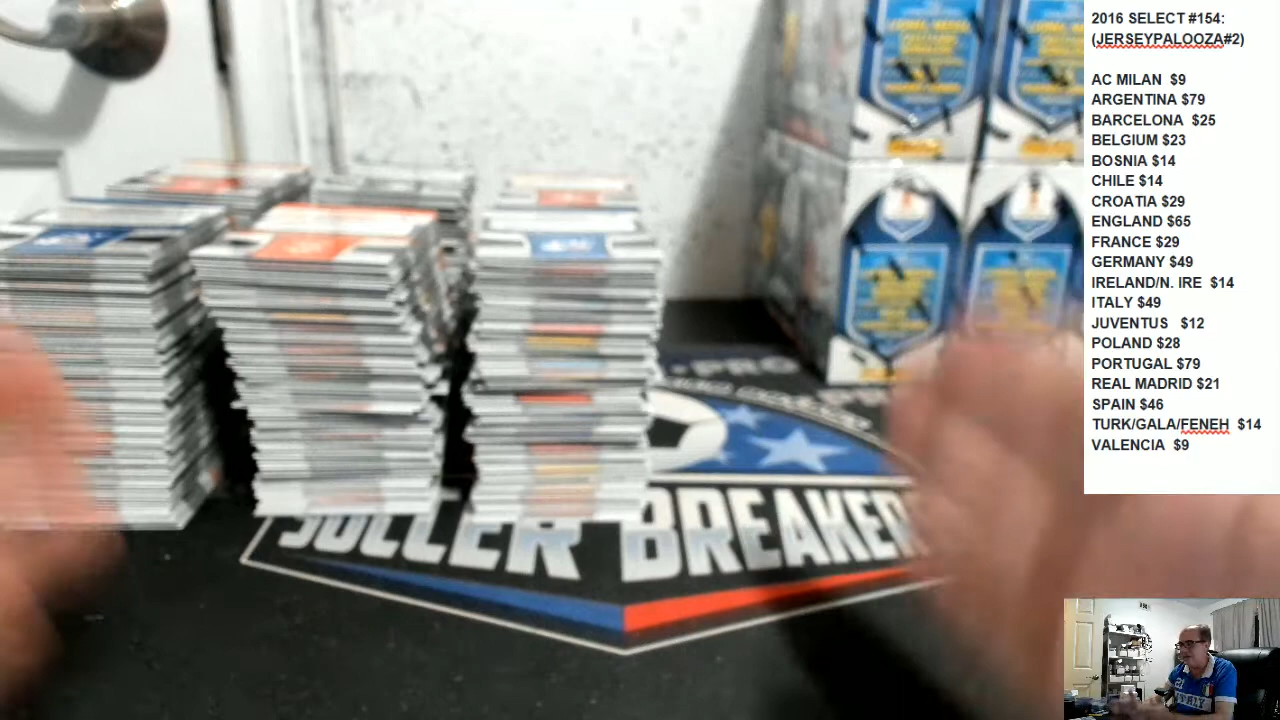 2016 SELECT #154:
(JERSEYPALOOZA#2)
AC MILAN $9
ARGENTINA $79
BARCELONA $25
BELGIUM $23
BOSNIA $14
CHILE $14
CROATIA $29
ENGLAND $65
FRANCE $29
GERMANY $49
IRELAND/N. IRE $14
ITALY $49
JUVENTUS $12
POLAND $28
PORTUGAL $79
REAL MADRID $21
SPAIN $46
TURK/GALA/FENEH $14
VALENCIA $9
SOCCER BREAKER